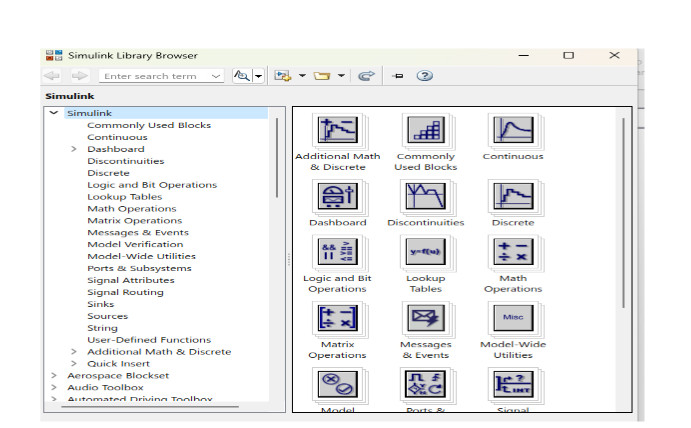 Simulink Library Browser
Enter search term
Simulink
Simulink
Commonly Used Blocks
Continuous
Dashboard
Discontinuities
Discrete
Logic and Bit Operations
Lookup Tables
Math Operations
Matrix Operations
Messages & Events
Model Verification
Model-Wide Utilities
Ports & Subsystems
Signal Attributes
Signal Routing
Sinks
Sources
String
User-Defined Functions
Additional Math & Discrete
Quick Insert
Aerospace Blockset
Audio Toolbox
Automated Driving Toolbox
Additional Math
& Discrete
Commonly
Used Blocks
Continuous
Dashboard
Discontinuities
Discrete
&& >=
|| <=
Logic and Bit
Operations
y=f(u)
Lookup
Tables
+ −
÷ ×
Math
Operations
[+ −
÷ ×]
Matrix
Operations
Messages
& Events
Misc
Model-Wide
Utilities
Model
Ports &
?
INT
Signal